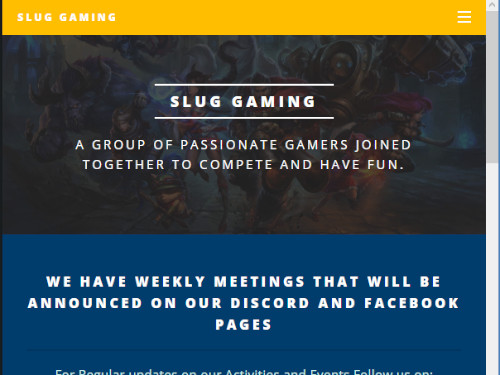 SLUG GAMING
SLUG GAMING
A GROUP OF PASSIONATE GAMERS JOINED
TOGETHER TO COMPETE AND HAVE FUN.
WE HAVE WEEKLY MEETINGS THAT WILL BE
ANNOUNCED ON OUR DISCORD AND FACEBOOK
PAGES
For Regular updates on our Activities and Events Follow us on: